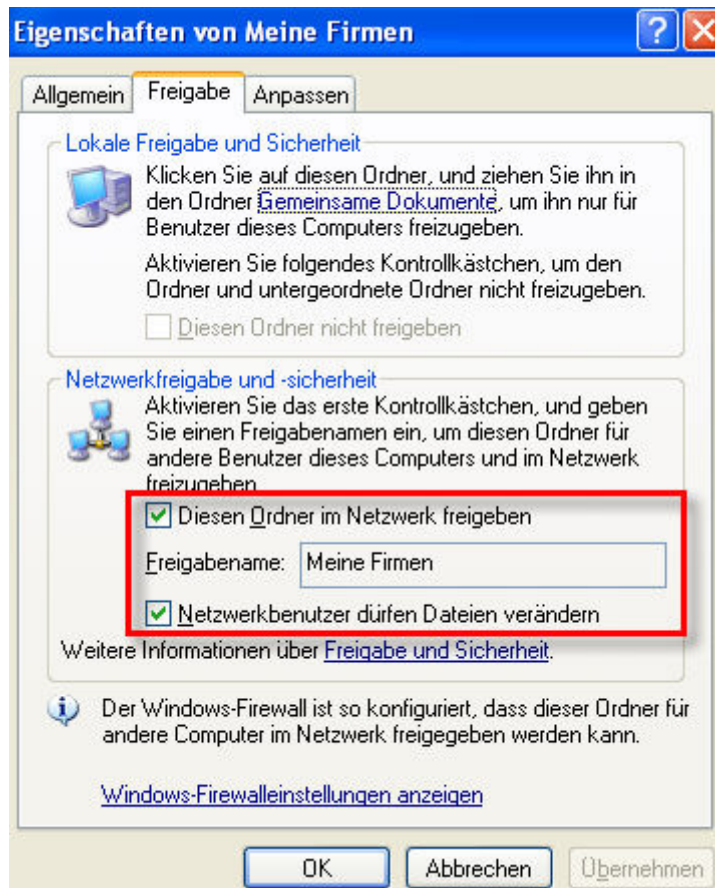 Eigenschaften von Meine Firmen
Allgemein Freigabe Anpassen
Lokale Freigabe und Sicherheit
Klicken Sie auf diesen Ordner, und ziehen Sie ihn in
den Ordner Gemeinsame Dokumente, um ihn nur für
Benutzer dieses Computers freizugeben.
Aktivieren Sie folgendes Kontrollkästchen, um den
Ordner und untergeordnete Ordner nicht freizugeben.
Diesen Ordner nicht freigeben
Netzwerkfreigabe und -sicherheit
Aktivieren Sie das erste Kontrollkästchen, und geben
Sie einen Freigabenamen ein, um diesen Ordner für
andere Benutzer dieses Computers und im Netzwerk
freizugeben.
Diesen Ordner im Netzwerk freigeben
Freigabename: Meine Firmen
Netzwerkbenutzer dürfen Dateien verändern
Weitere Informationen über Freigabe und Sicherheit.
Der Windows-Firewall ist so konfiguriert, dass dieser Ordner für
andere Computer im Netzwerk freigegeben werden kann.
Windows-Firewalleinstellungen anzeigen
OK Abbrechen Übernehmen